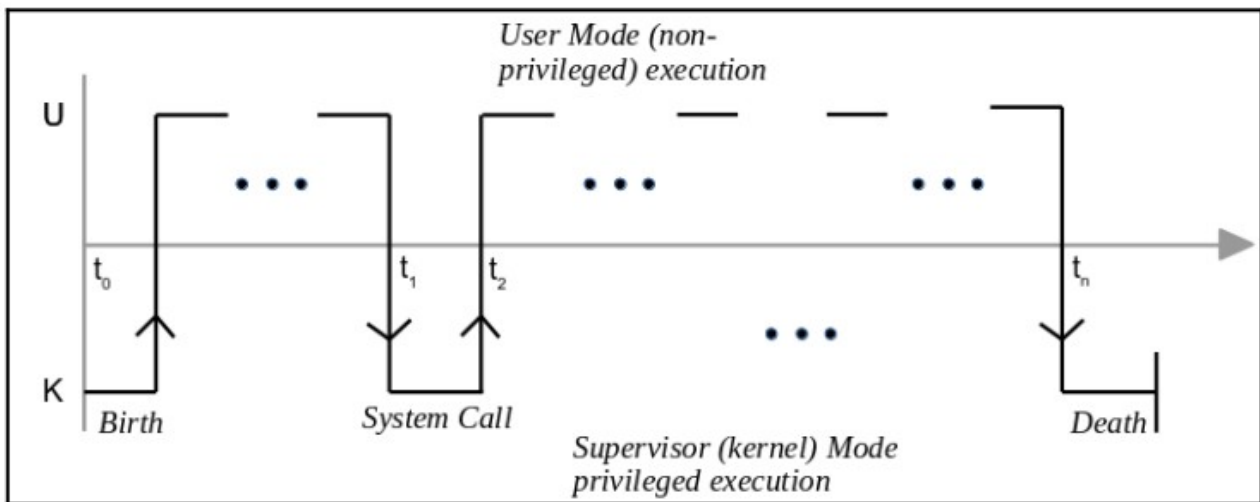 User Mode (non-
privileged) execution
U
t₀
t₁
t₂
tₙ
K
Birth
System Call
Death
Supervisor (kernel) Mode
privileged execution